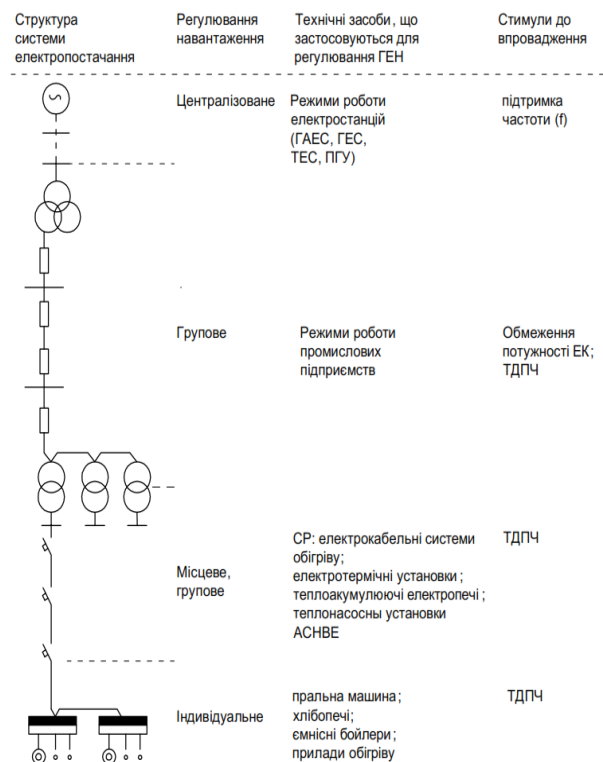 Структура системи електропостачання
Регулювання навантаження
Технічні засоби, що застосовуються для регулювання ГЕН
Стимули до впровадження
Централізоване
Режими роботи
електростанцій
(ГАЕС, ГЕС,
ТЕС, ПГУ)
підтримка
частоти (f)
Групове
Режими роботи
промислових
підприємств
Обмеження
потужності ЕК;
ТДПЧ
Місцеве,
групове
СР: електрокабельні системи
обігріву;
електротермічні установки ;
теплоакумулюючі електропечі ;
теплонасосны установки
АСНВЕ
ТДПЧ
Індивідуальне
пральна машина ;
хлібопечі;
ємнісні бойлери;
прилади обігріву
ТДПЧ